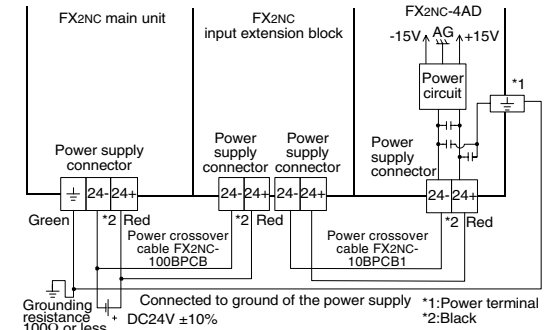 FX2NC main unit
FX2NC
input extension block
FX2NC-4AD
-15V AG +15V
Power
circuit
*1
Power supply
connector
Power
supply
connector
Power
supply
connector
Power
supply
connector
24- 24+
24- 24+
24- 24+
24- 24+
Green *2 Red
*2 Red
*2 Red
Power crossover
cable FX2NC-
100BPCB
Power crossover
cable FX2NC-
10BPCB1
Grounding
resistance
100Ω or less
+ DC24V ±10%
Connected to ground of the power supply
*1:Power terminal
*2:Black